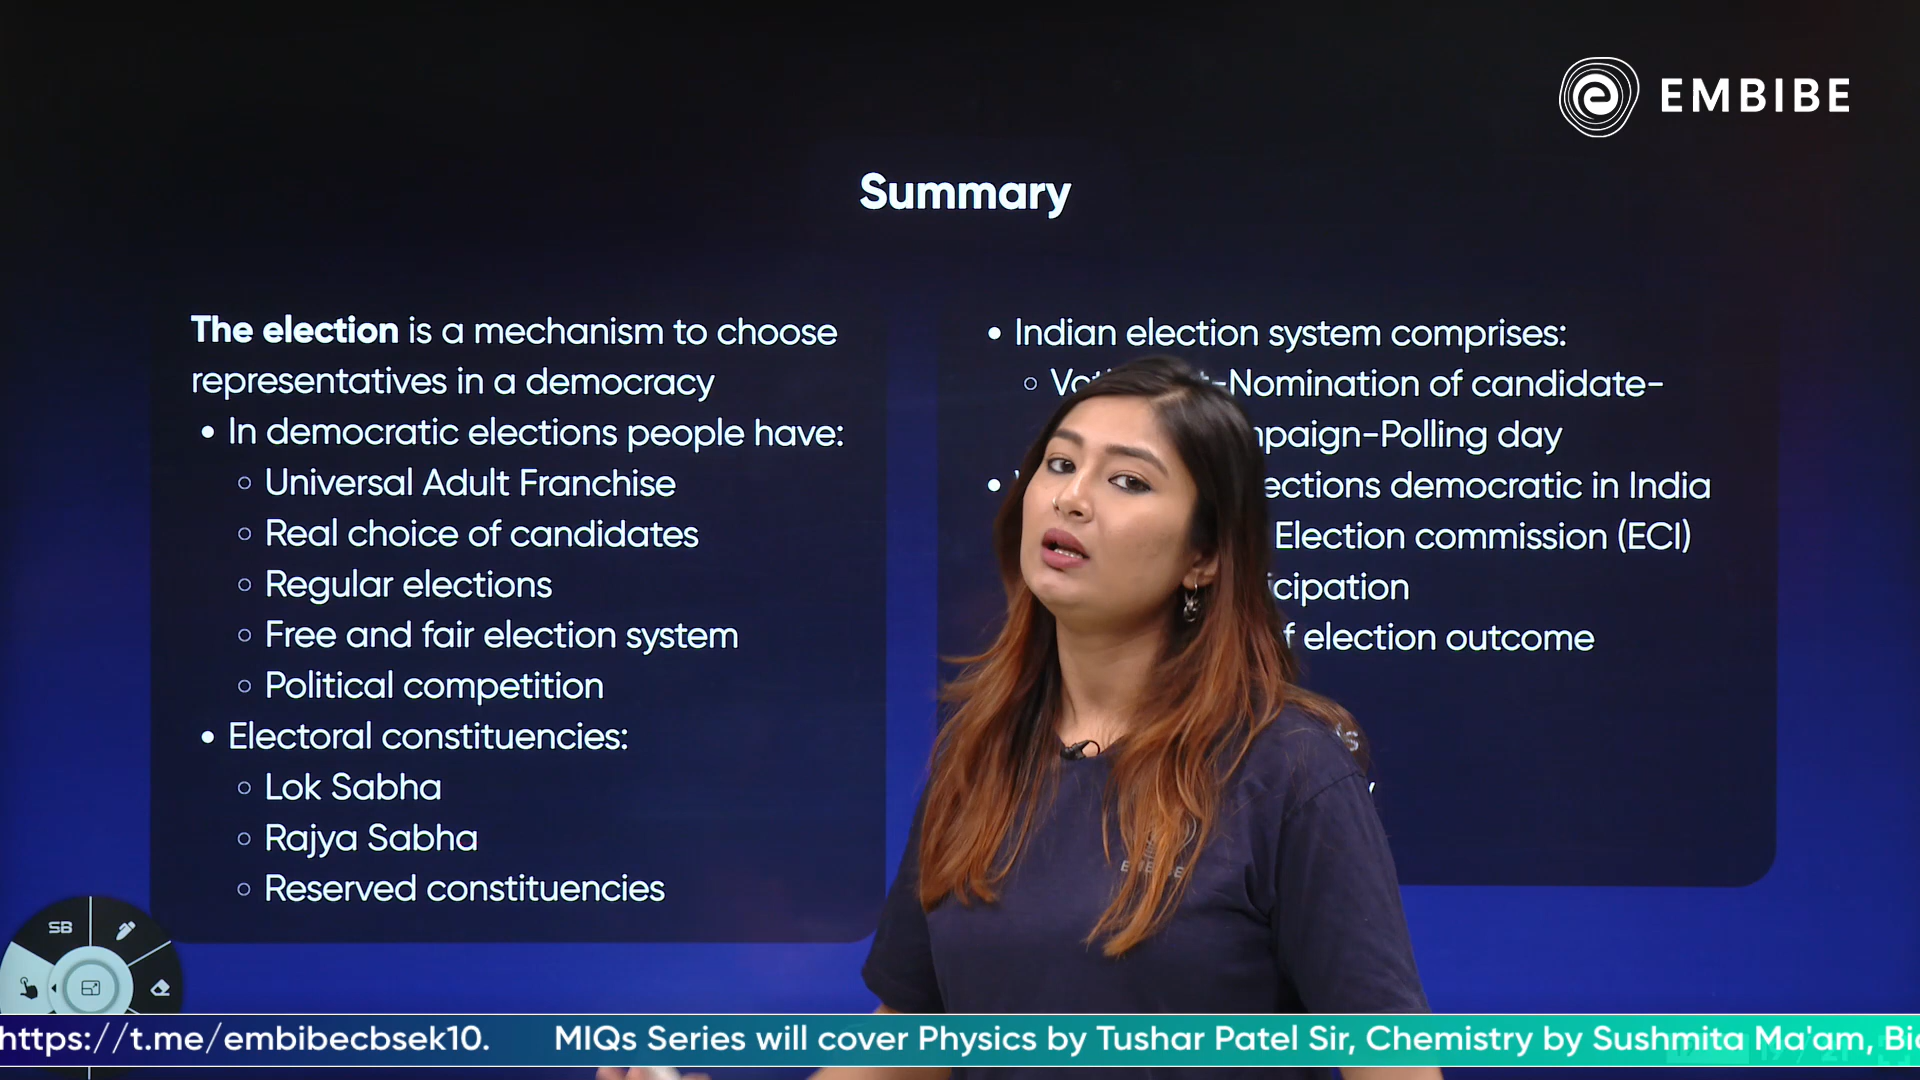 EMBIBE
Summary
The election is a mechanism to choose
representatives in a democracy
• In democratic elections people have:
○ Universal Adult Franchise
○ Real choice of candidates
○ Regular elections
○ Free and fair election system
○ Political competition
• Electoral constituencies:
○ Lok Sabha
○ Rajya Sabha
○ Reserved constituencies
• Indian election system comprises:
○ -Nomination of candidate-
-Polling day
• democratic in India
Election commission (ECI)
election outcome
EMBIBE
SB
https://t.me/embibecbsek10. MIQs Series will cover Physics by Tushar Patel Sir, Chemistry by Sushmita Ma'am,